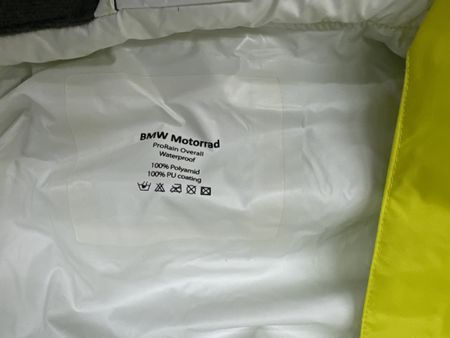 BMW Motorrad
ProRain Overall
Waterproof
100% Polyamid
100% PU coating